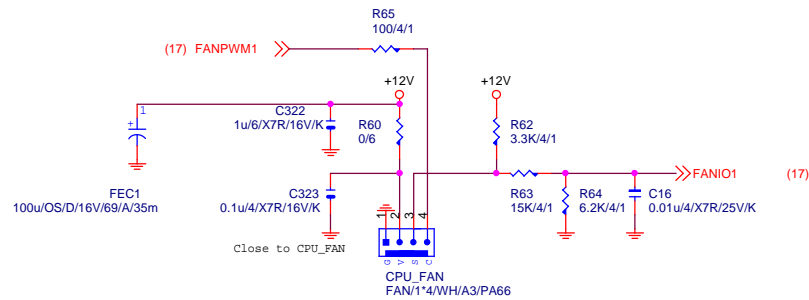 R65
100/4/1
(17) FANPWM1
+12V
+12V
1
+
C322
1u/6/X7R/16V/K
R60
0/6
R62
3.3K/4/1
FANIO1 (17)
FEC1
100u/OS/D/16V/69/A/35m
C323
0.1u/4/X7R/16V/K
R63
15K/4/1
R64
6.2K/4/1
C16
0.01u/4/X7R/25V/K
Close to CPU_FAN
1 2 3 4
G V S C
CPU_FAN
FAN/1*4/WH/A3/PA66